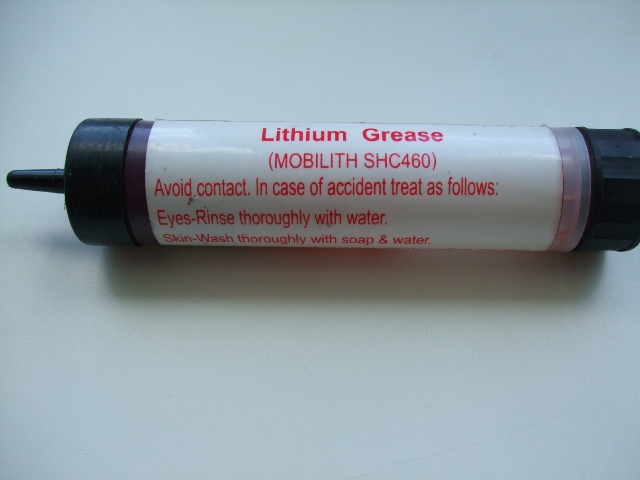 Lithium Grease
(MOBILITH SHC460)
Avoid contact. In case of accident treat as follows:
Eyes-Rinse thoroughly with water.
Skin-Wash thoroughly with soap & water.